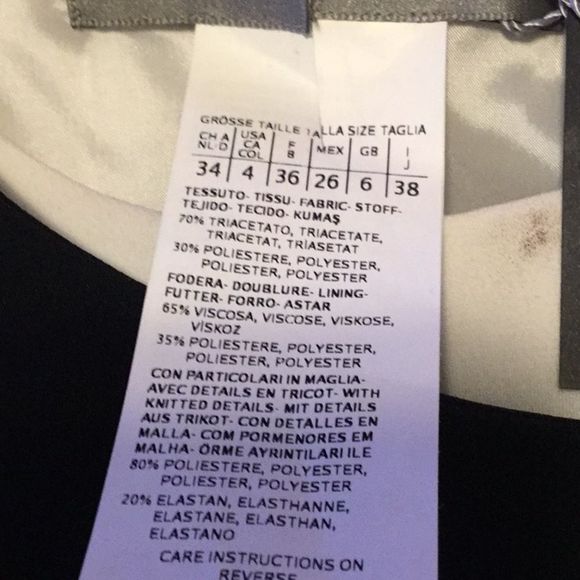 GRÖSSE TAILLE TALLA SIZE TAGLIA
CH A NL D | USA CA COL | F B | MEX | GB | I J
34 | 4 | 36 | 26 | 6 | 38
TESSUTO- TISSU- FABRIC- STOFF-
TEJIDO- TECIDO- KUMAŞ
70% TRIACETATO, TRIACETATE,
TRIACETAT, TRIASETAT
30% POLIESTERE, POLYESTER,
POLIESTER, POLYESTER
FODERA- DOUBLURE- LINING-
FUTTER- FORRO- ASTAR
65% VISCOSA, VISCOSE, VISKOSE,
VİSKOZ
35% POLIESTERE, POLYESTER,
POLIESTER, POLYESTER
CON PARTICOLARI IN MAGLIA-
AVEC DETAILS EN TRICOT- WITH
KNITTED DETAILS- MIT DETAILS
AUS TRIKOT- CON DETALLES EN
MALLA- COM PORMENORES EM
MALHA- ÖRME AYRINTILARI ILE
80% POLIESTERE, POLYESTER,
POLIESTER, POLYESTER
20% ELASTAN, ELASTHANNE,
ELASTANE, ELASTHAN,
ELASTANO
CARE INSTRUCTIONS ON
REVERSE